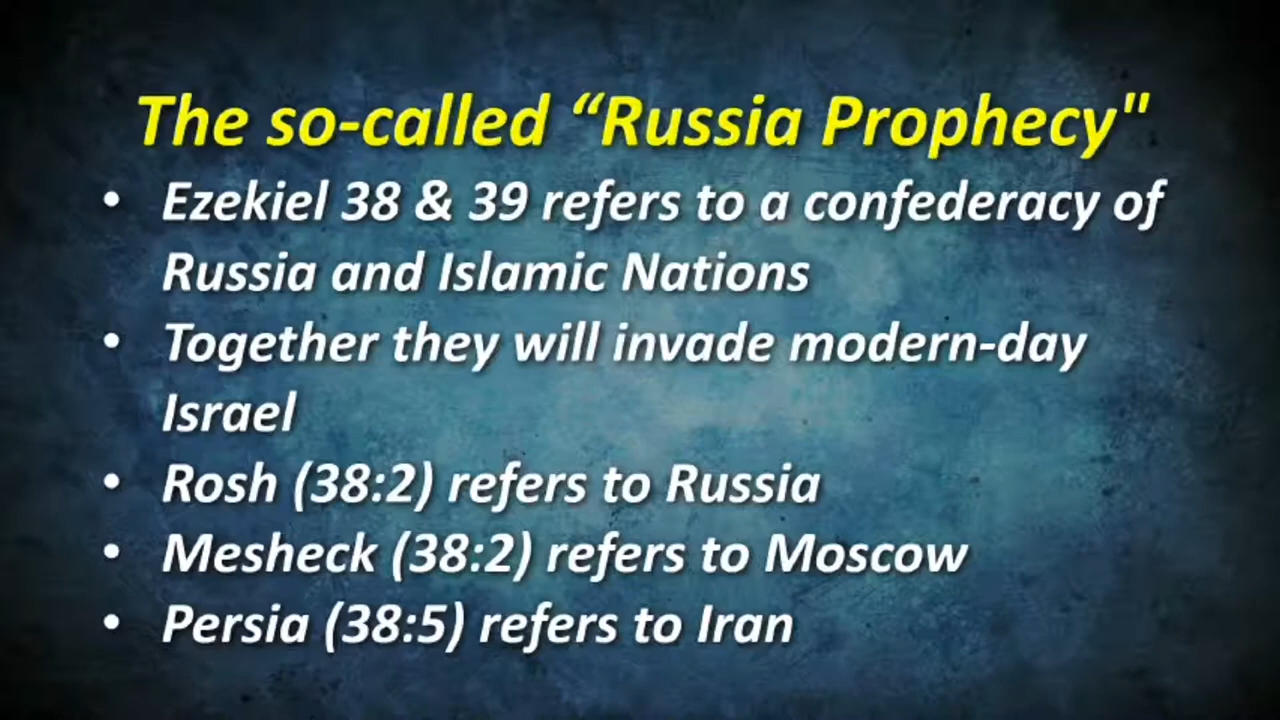 The so-called “Russia Prophecy"
• Ezekiel 38 & 39 refers to a confederacy of
Russia and Islamic Nations
• Together they will invade modern-day
Israel
• Rosh (38:2) refers to Russia
• Mesheck (38:2) refers to Moscow
• Persia (38:5) refers to Iran